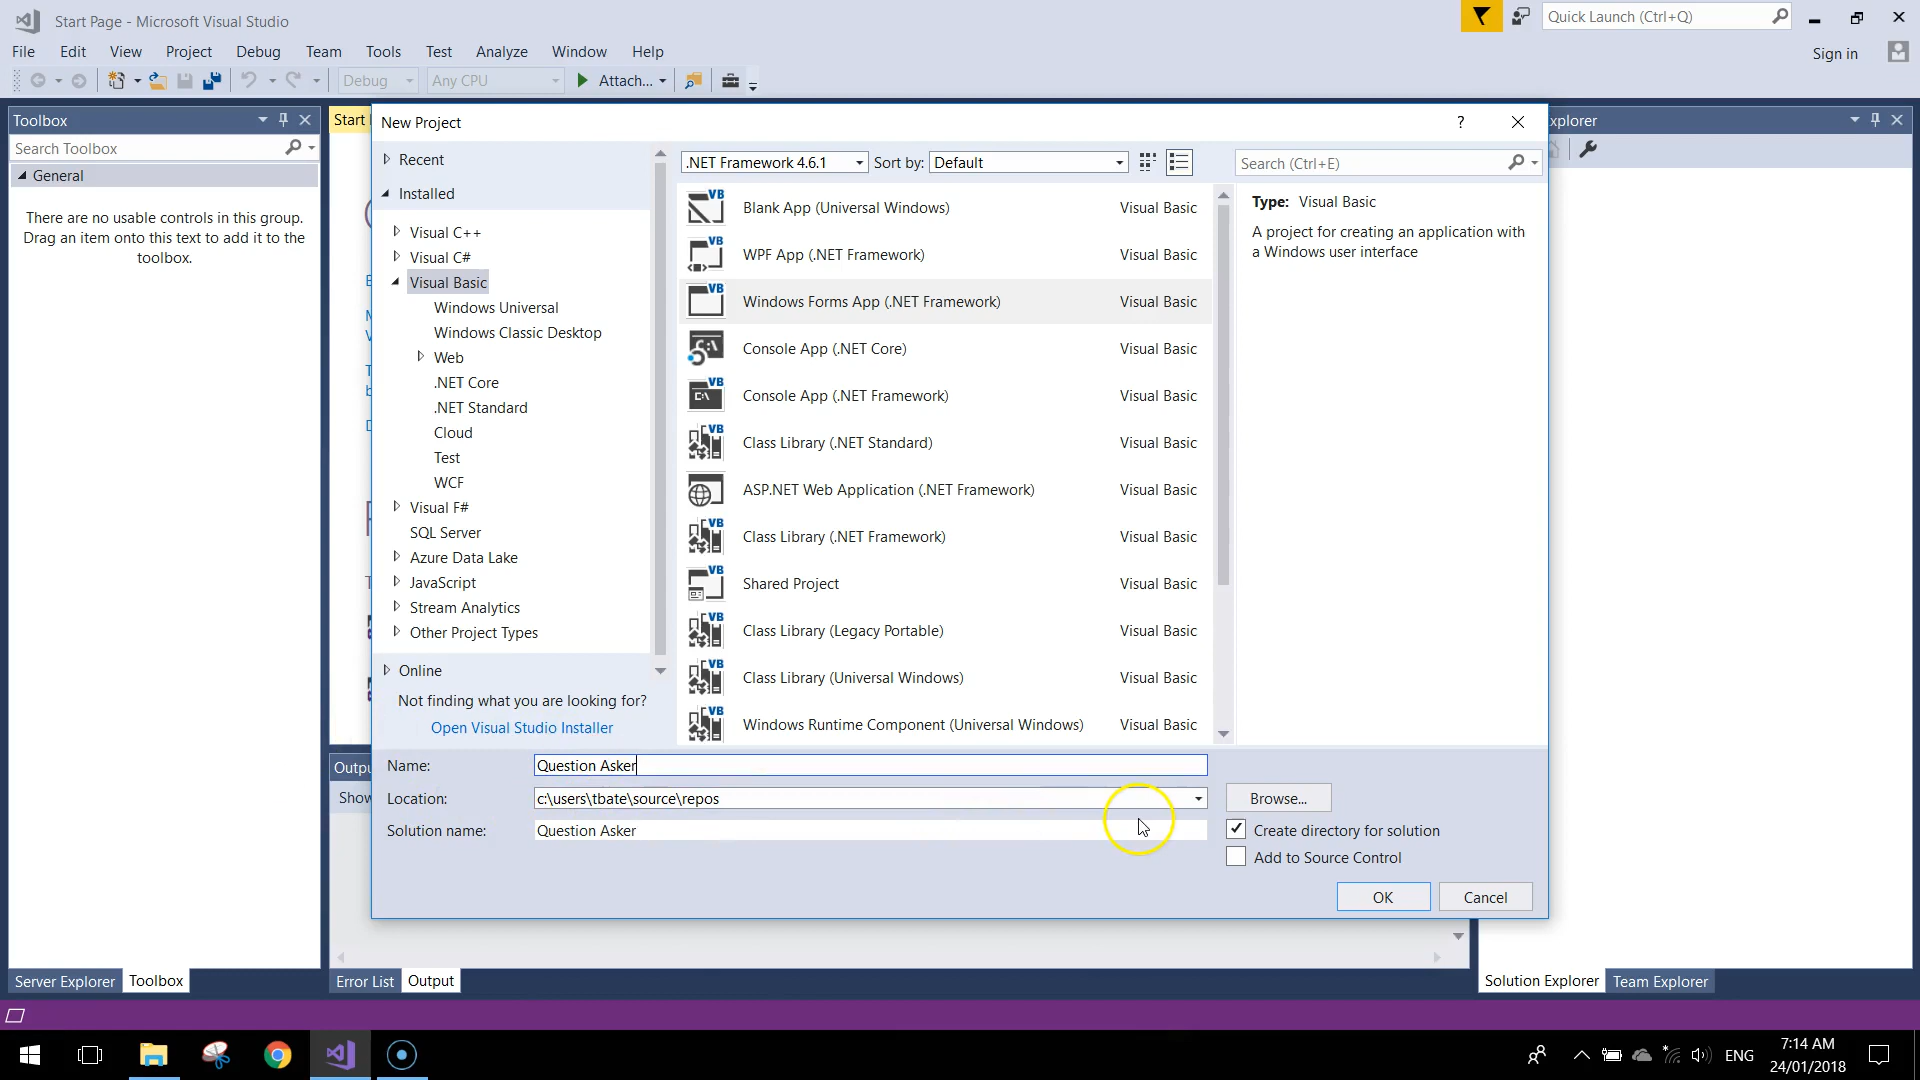 Start Page - Microsoft Visual Studio
Quick Launch (Ctrl+Q)
File Edit View Project Debug Team Tools Test Analyze Window Help
Sign in
Debug Any CPU Attach...
Toolbox
Search Toolbox
General
There are no usable controls in this group.
Drag an item onto this text to add it to the
toolbox.
Start
New Project
?
xplorer
Recent
Installed
Visual C++
Visual C#
Visual Basic
Windows Universal
Windows Classic Desktop
Web
.NET Core
.NET Standard
Cloud
Test
WCF
Visual F#
SQL Server
Azure Data Lake
JavaScript
Stream Analytics
Other Project Types
Online
Not finding what you are looking for?
Open Visual Studio Installer
.NET Framework 4.6.1 Sort by: Default
Search (Ctrl+E)
VB Blank App (Universal Windows) Visual Basic
VB WPF App (.NET Framework) Visual Basic
VB Windows Forms App (.NET Framework) Visual Basic
Console App (.NET Core) Visual Basic
VB Console App (.NET Framework) Visual Basic
VB Class Library (.NET Standard) Visual Basic
VB ASP.NET Web Application (.NET Framework) Visual Basic
VB Class Library (.NET Framework) Visual Basic
VB Shared Project Visual Basic
VB Class Library (Legacy Portable) Visual Basic
VB Class Library (Universal Windows) Visual Basic
VB Windows Runtime Component (Universal Windows) Visual Basic
Type: Visual Basic
A project for creating an application with
a Windows user interface
Name: Question Asker
Location: c:\users\tbate\source\repos Browse...
Solution name: Question Asker
Create directory for solution
Add to Source Control
OK Cancel
Outpu
Show
Server Explorer Toolbox
Error List Output
Solution Explorer Team Explorer
ENG
7:14 AM
24/01/2018